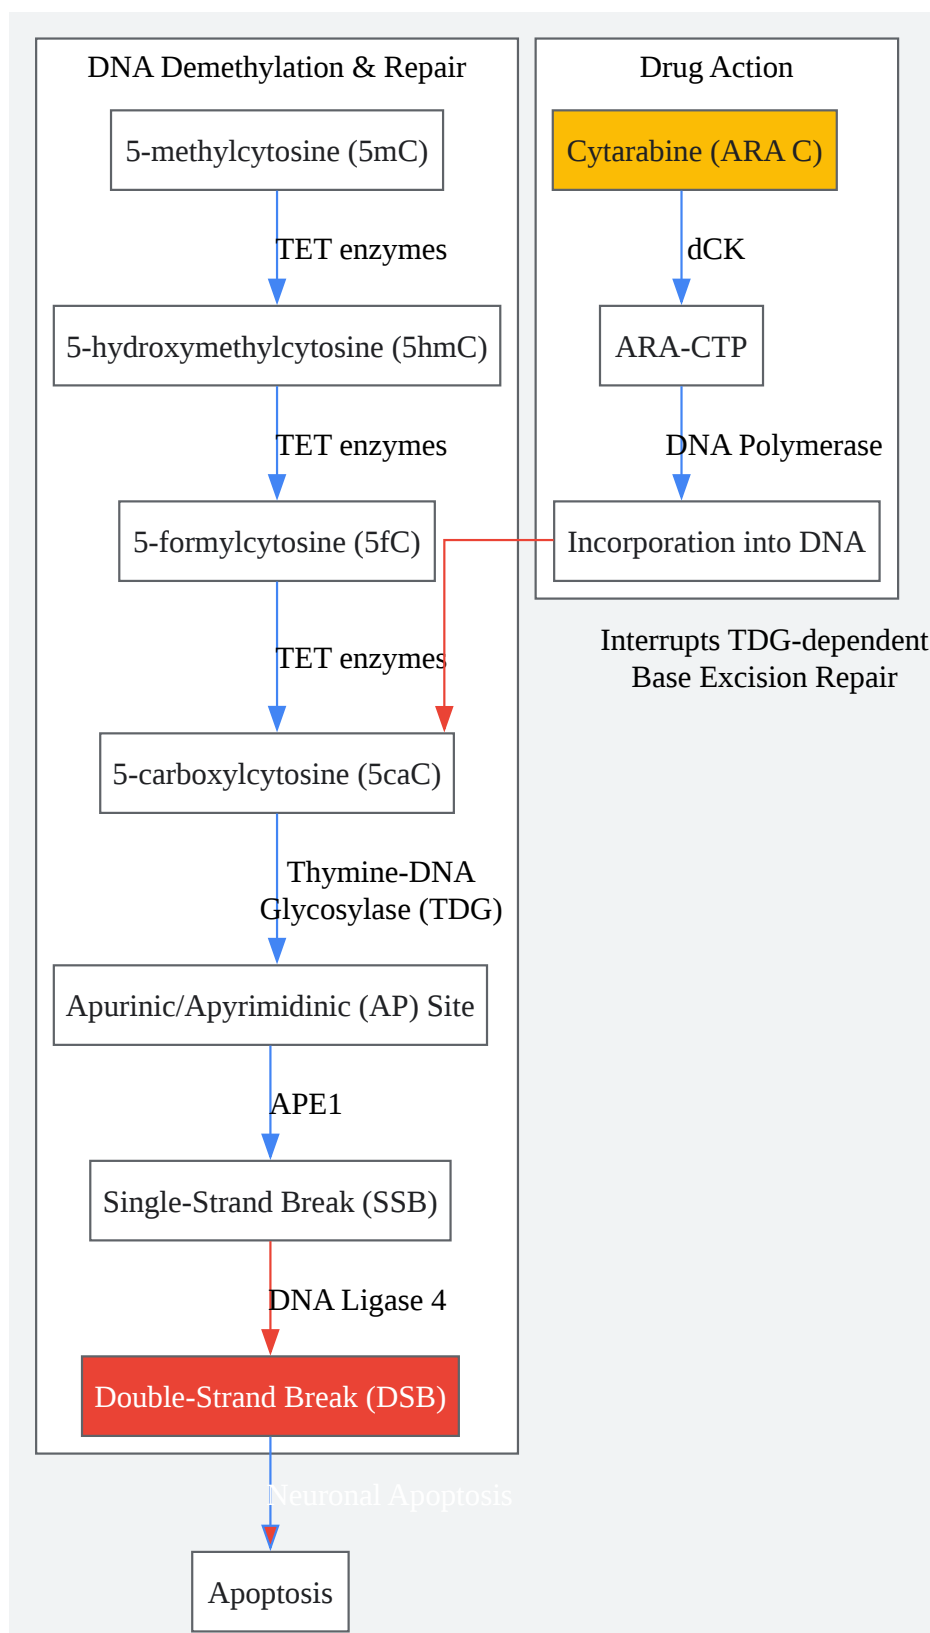 DNA Demethylation & Repair
5-methylcytosine (5mC)
TET enzymes
5-hydroxymethylcytosine (5hmC)
TET enzymes
5-formylcytosine (5fC)
TET enzymes
5-carboxylcytosine (5caC)
Thymine-DNA
Glycosylase (TDG)
Apurinic/Apyrimidinic (AP) Site
APE1
Single-Strand Break (SSB)
DNA Ligase 4
Double-Strand Break (DSB)
Neuronal Apoptosis
Apoptosis
Drug Action
Cytarabine (ARA C)
dCK
ARA-CTP
DNA Polymerase
Incorporation into DNA
Interrupts TDG-dependent
Base Excision Repair